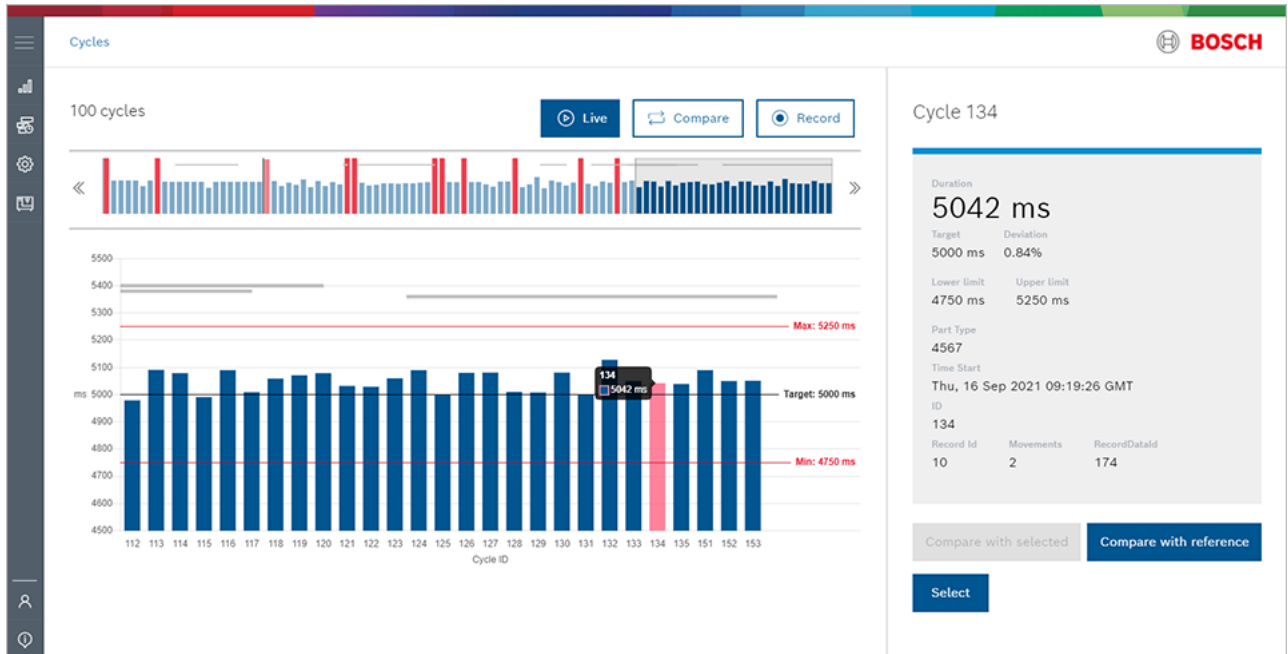 Cycles
BOSCH
100 cycles
Live
Compare
Record
5500
5400
5300
5200
5100
ms 5000
4900
4800
4700
4600
4500
Max: 5250 ms
Target: 5000 ms
Min: 4750 ms
134
5042 ms
112 113 114 115 116 117 118 119 120 121 122 123 124 125 126 127 128 129 130 131 132 133 134 135 151 152 153
Cycle ID
Cycle 134
Duration
5042 ms
Target Deviation
5000 ms 0.84%
Lower limit Upper limit
4750 ms 5250 ms
Part Type
4567
Time Start
Thu, 16 Sep 2021 09:19:26 GMT
ID
134
Record Id Movements RecordDataId
10 2 174
Compare with selected
Compare with reference
Select